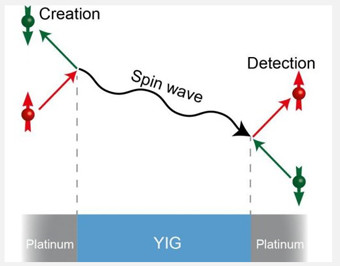 Creation
Detection
Spin wave
Platinum
YIG
Platinum